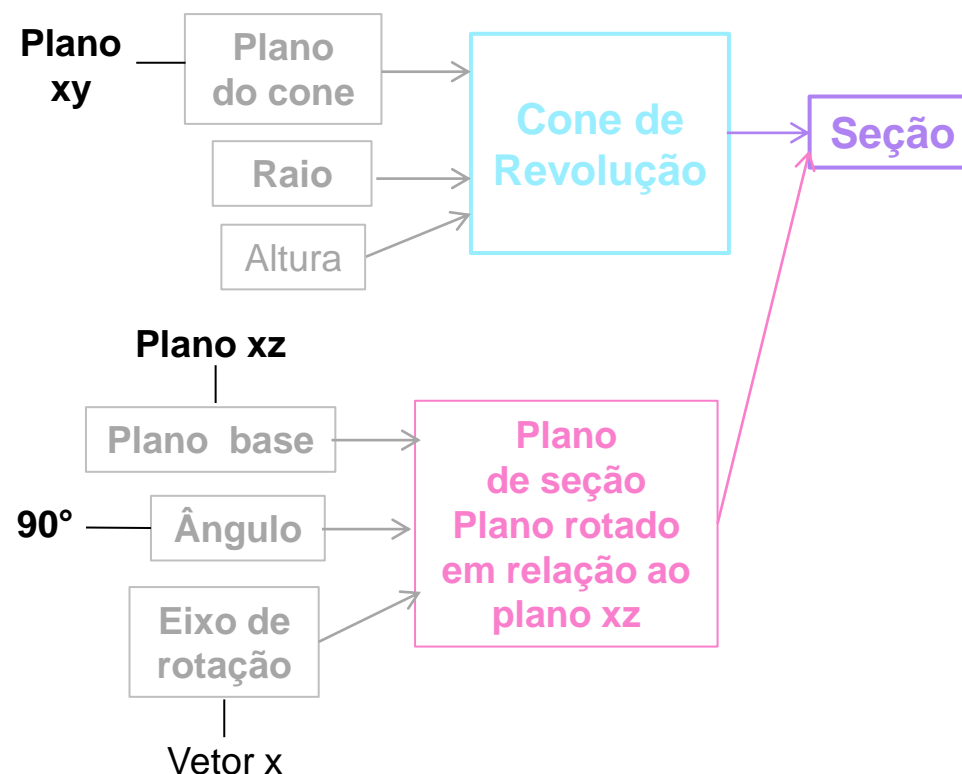 Plano
xy
Plano
do cone
Raio
Altura
Cone de
Revolução
Seção
Plano xz
Plano base
90°
Ângulo
Eixo de
rotação
Vetor x
Plano
de seção
Plano rotado
em relação ao
plano xz